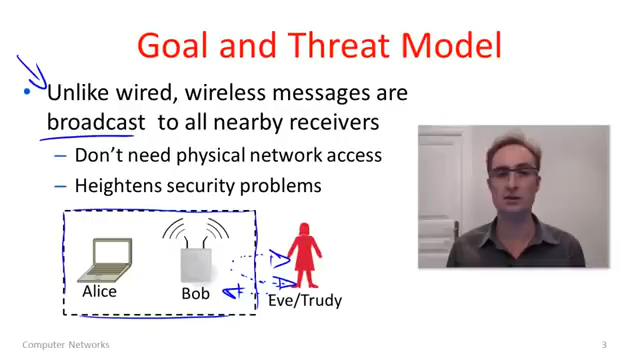 Goal and Threat Model
• Unlike wired, wireless messages are
broadcast to all nearby receivers
– Don't need physical network access
– Heightens security problems
Alice
Bob
Eve/Trudy
Computer Networks
3